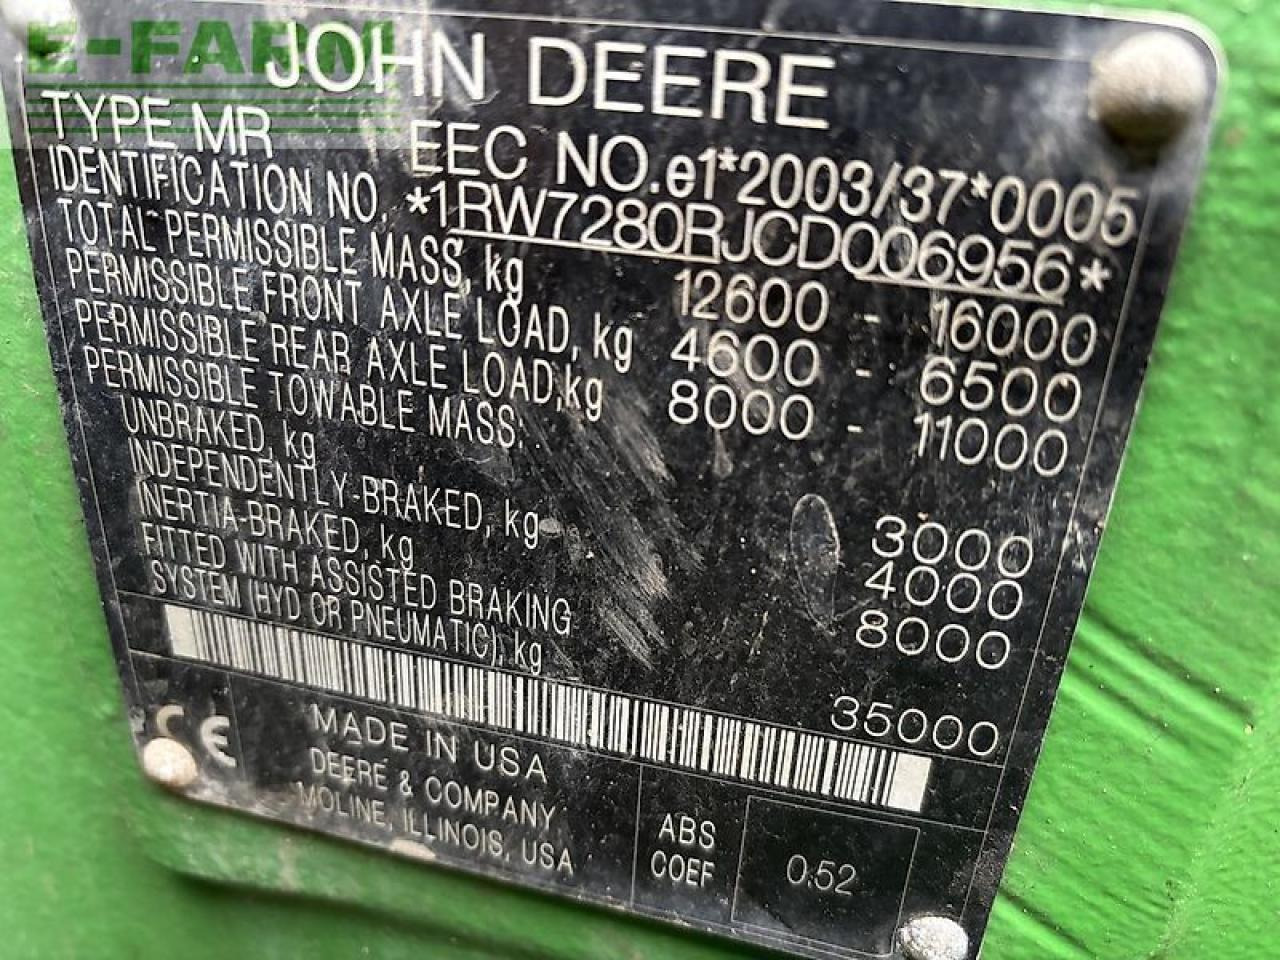 E-FARM
JOHN DEERE
TYPE MR EEC NO.e1*2003/37*0005
IDENTIFICATION NO. *1RW7280RJCD006956*
TOTAL PERMISSIBLE MASS, kg 12600 - 16000
PERMISSIBLE FRONT AXLE LOAD, kg 4600 - 6500
PERMISSIBLE REAR AXLE LOAD,kg 8000 - 11000
PERMISSIBLE TOWABLE MASS:
UNBRAKED, kg 3000
INDEPENDENTLY-BRAKED, kg 4000
INERTIA-BRAKED, kg 8000
FITTED WITH ASSISTED BRAKING
SYSTEM (HYD OR PNEUMATIC), kg 35000
CE
MADE IN USA
DEERE & COMPANY
MOLINE, ILLINOIS, USA
ABS
COEF
0.52